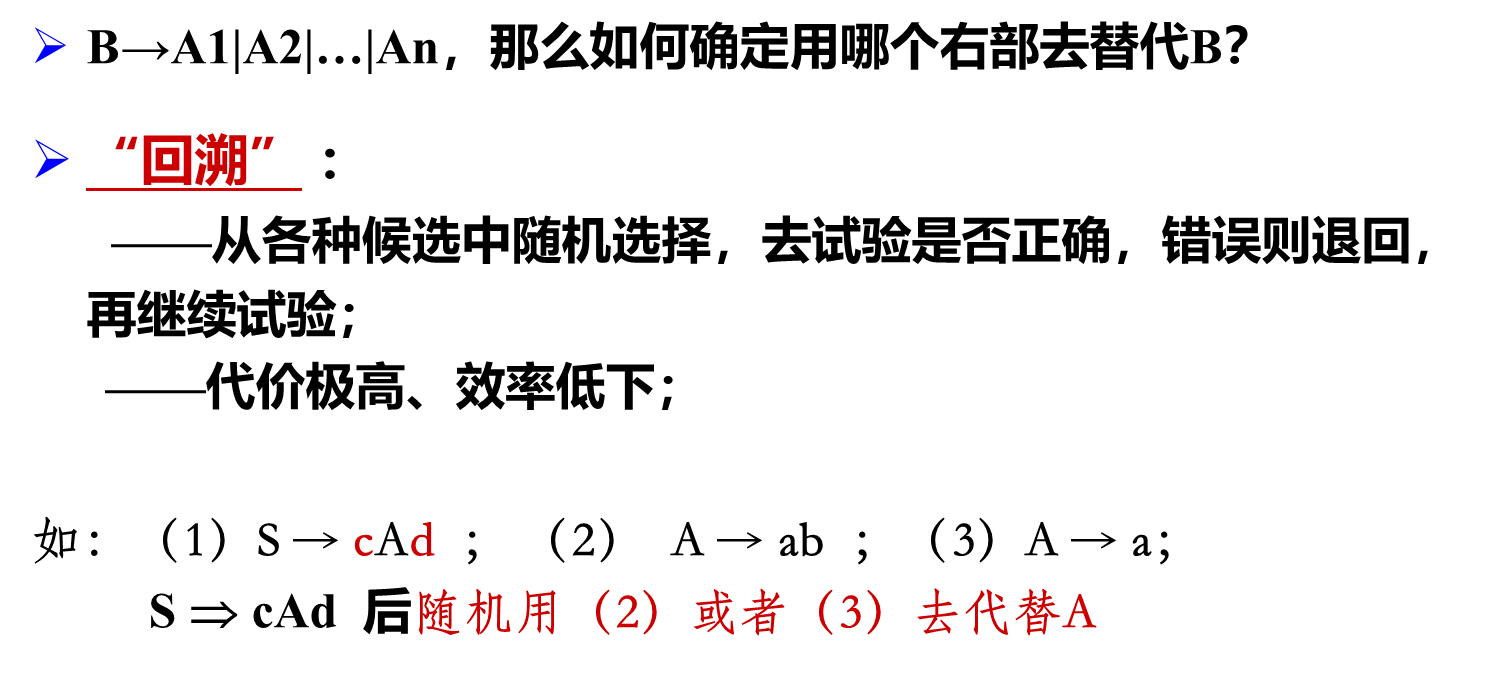 B→A1|A2|…|An，那么如何确定用哪个右部去替代B？
“回溯”：
——从各种候选中随机选择，去试验是否正确，错误则退回，
再继续试验；
——代价极高、效率低下；
如：（1）S → cAd ；（2） A → ab ；（3）A → a；
S ⇒ cAd 后随机用（2）或者（3）去代替A